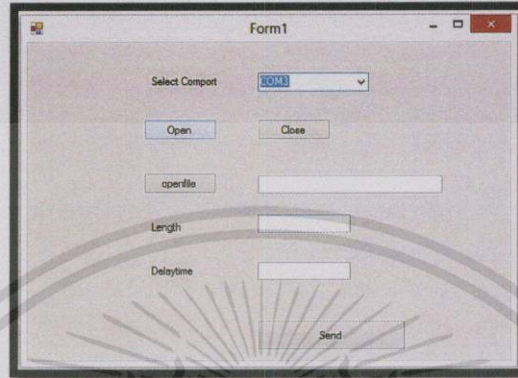 Form1
Select Comport COM3
Open Close
openfile
Length
Delaytime
Send